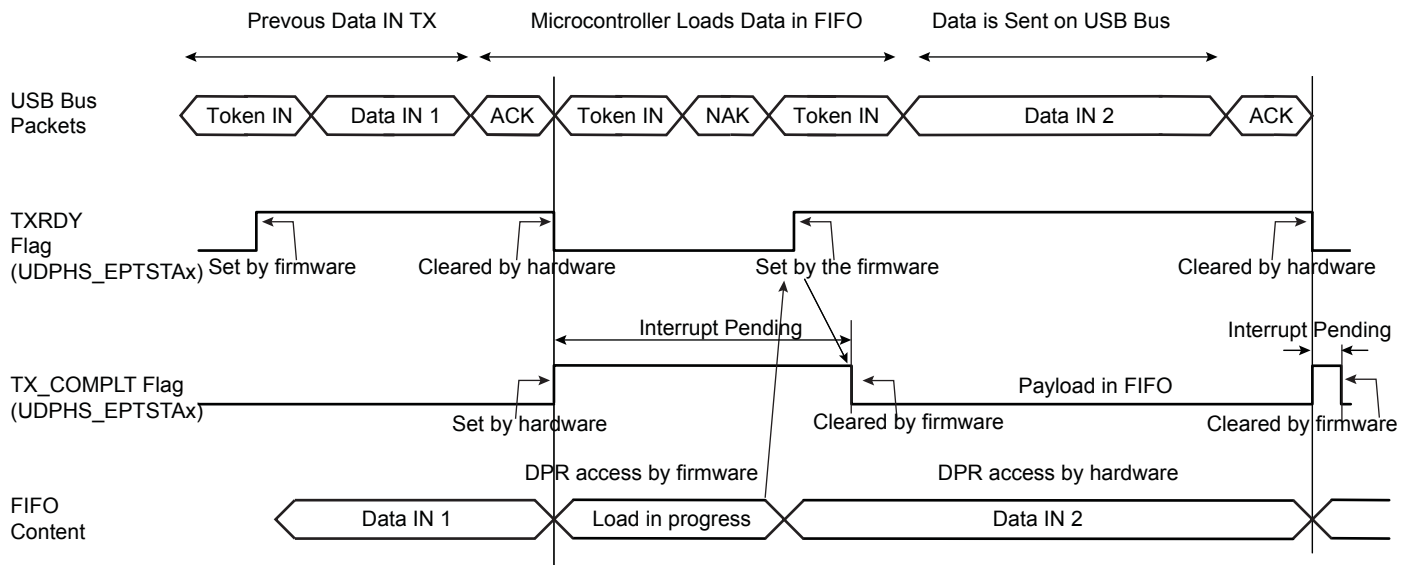 Prevous Data IN TX
Microcontroller Loads Data in FIFO
Data is Sent on USB Bus
USB Bus
Packets
Token IN
Data IN 1
ACK
Token IN
NAK
Token IN
Data IN 2
ACK
TXRDY
Flag
(UDPHS_EPTSTAx)
Set by firmware
Cleared by hardware
Set by the firmware
Cleared by hardware
Interrupt Pending
Interrupt Pending
TX_COMPLT Flag
(UDPHS_EPTSTAx)
Payload in FIFO
Set by hardware
Cleared by firmware
Cleared by firmware
DPR access by firmware
DPR access by hardware
FIFO
Content
Data IN 1
Load in progress
Data IN 2